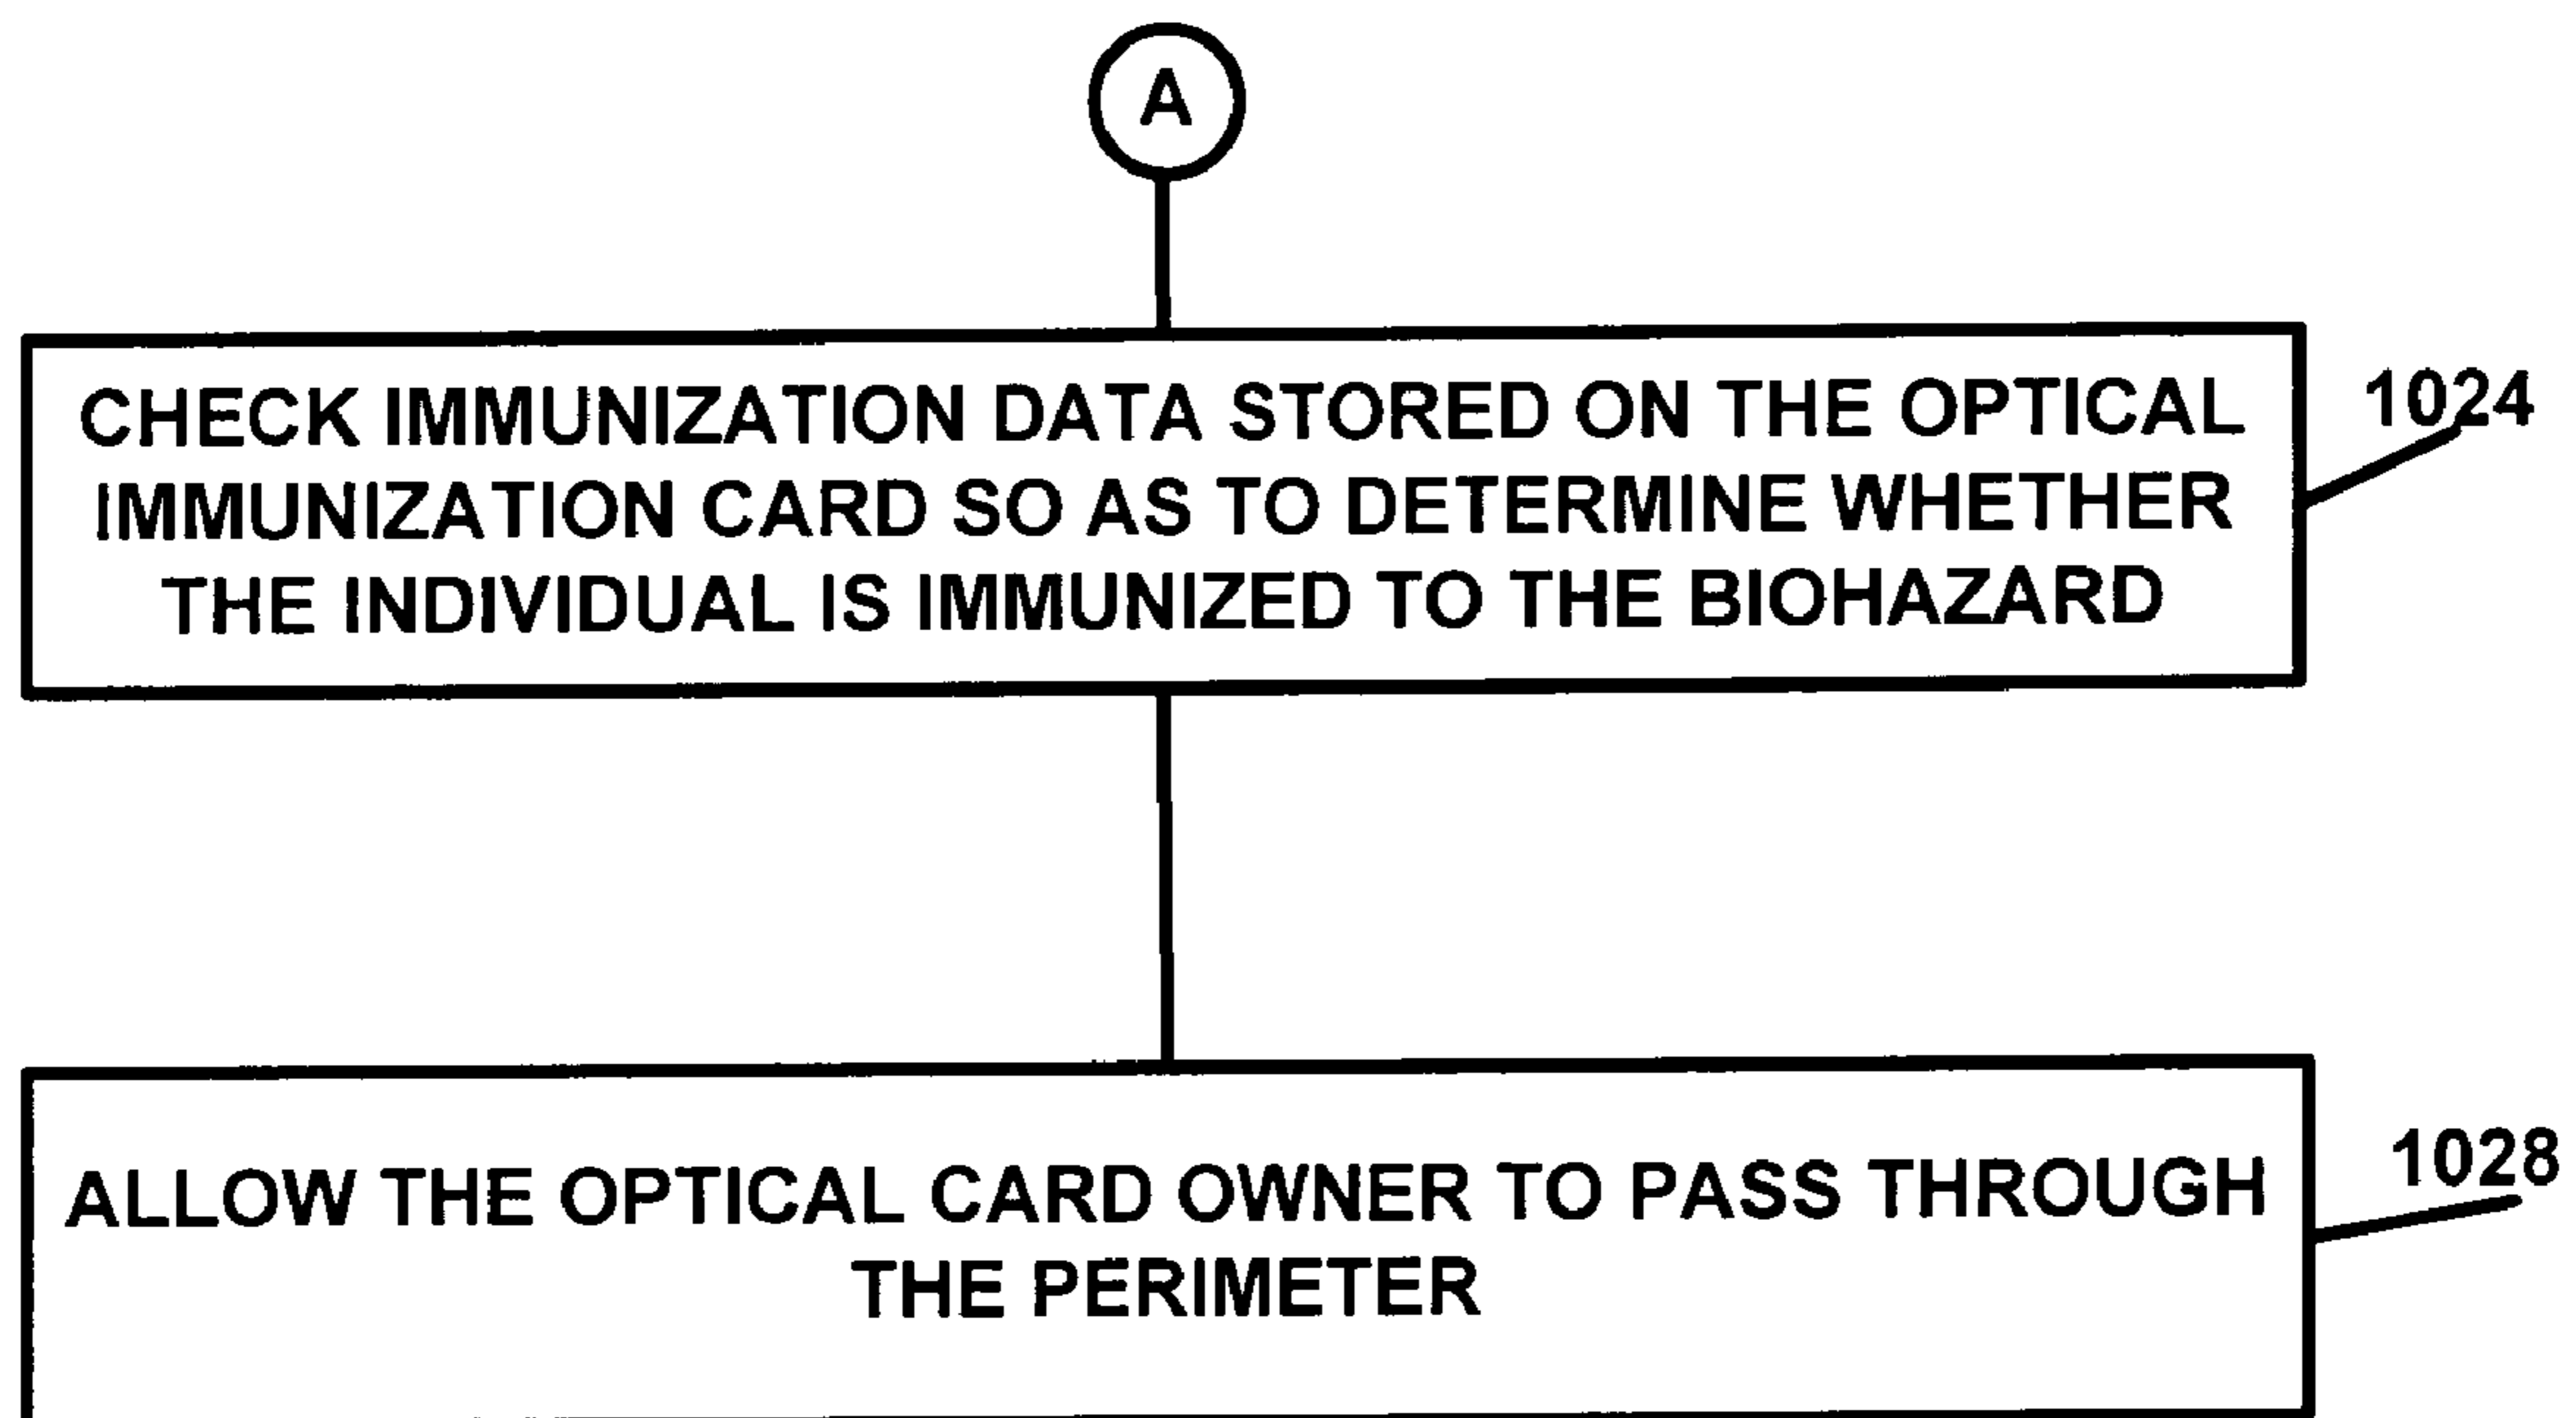 A
CHECK IMMUNIZATION DATA STORED ON THE OPTICAL
IMMUNIZATION CARD SO AS TO DETERMINE WHETHER
THE INDIVIDUAL IS IMMUNIZED TO THE BIOHAZARD
1024
ALLOW THE OPTICAL CARD OWNER TO PASS THROUGH
THE PERIMETER
1028